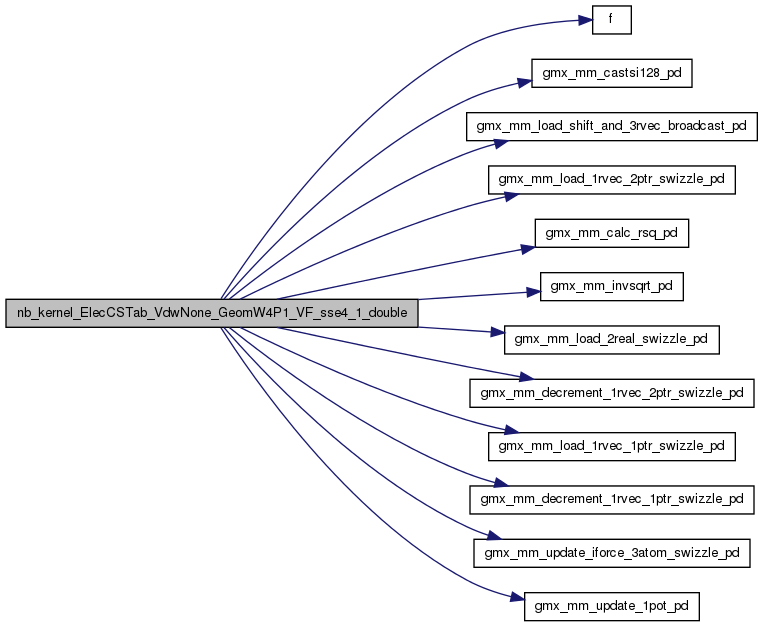 f
gmx_mm_castsi128_pd
gmx_mm_load_shift_and_3rvec_broadcast_pd
gmx_mm_load_1rvec_2ptr_swizzle_pd
gmx_mm_calc_rsq_pd
gmx_mm_invsqrt_pd
nb_kernel_ElecCSTab_VdwNone_GeomW4P1_VF_sse4_1_double
gmx_mm_load_2real_swizzle_pd
gmx_mm_decrement_1rvec_2ptr_swizzle_pd
gmx_mm_load_1rvec_1ptr_swizzle_pd
gmx_mm_decrement_1rvec_1ptr_swizzle_pd
gmx_mm_update_iforce_3atom_swizzle_pd
gmx_mm_update_1pot_pd